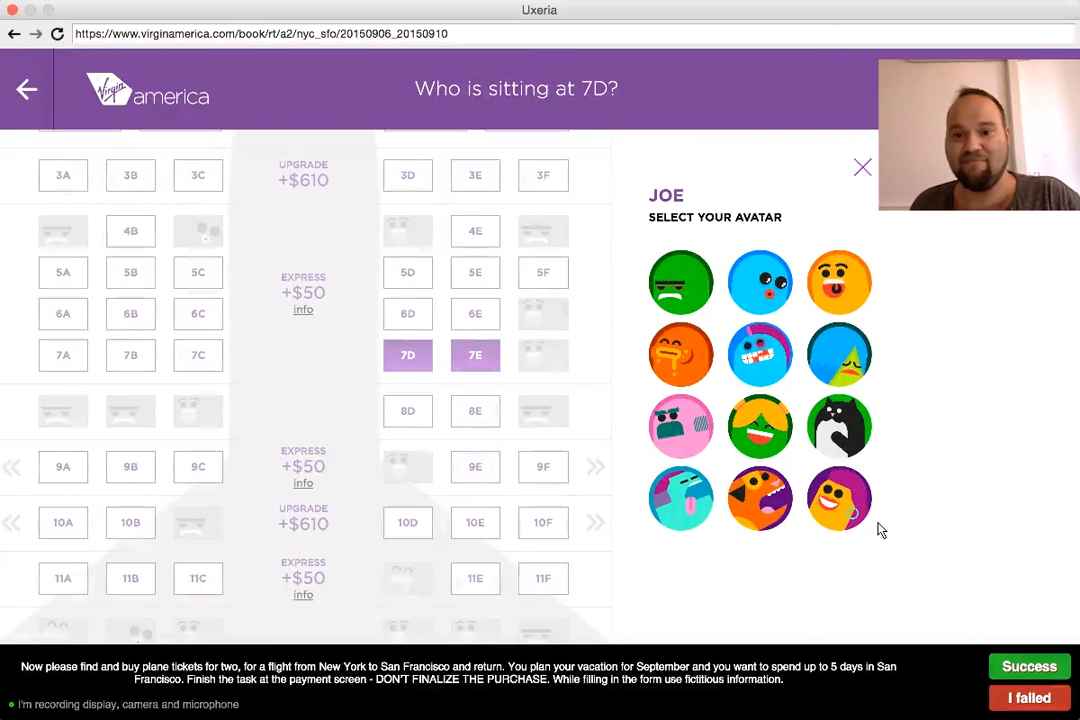 Uxeria
https://www.virginamerica.com/book/rt/a2/nyc_sfo/20150906_20150910
Virgin america
Who is sitting at 7D?
3A 3B 3C UPGRADE +$610 3D 3E 3F
4B 4E
5A 5B 5C EXPRESS +$50 info 5D 5E 5F
6A 6B 6C 6D 6E
7A 7B 7C 7D 7E
8D 8E
9A 9B 9C EXPRESS +$50 info 9E 9F
10A 10B UPGRADE +$610 10D 10E 10F
11A 11B 11C EXPRESS +$50 info 11E 11F
JOE
SELECT YOUR AVATAR
Now please find and buy plane tickets for two, for a flight from New York to San Francisco and return. You plan your vacation for September and you want to spend up to 5 days in San
Francisco. Finish the task at the payment screen - DON'T FINALIZE THE PURCHASE. While filling in the form use fictitious information.
I'm recording display, camera and microphone
Success
I failed